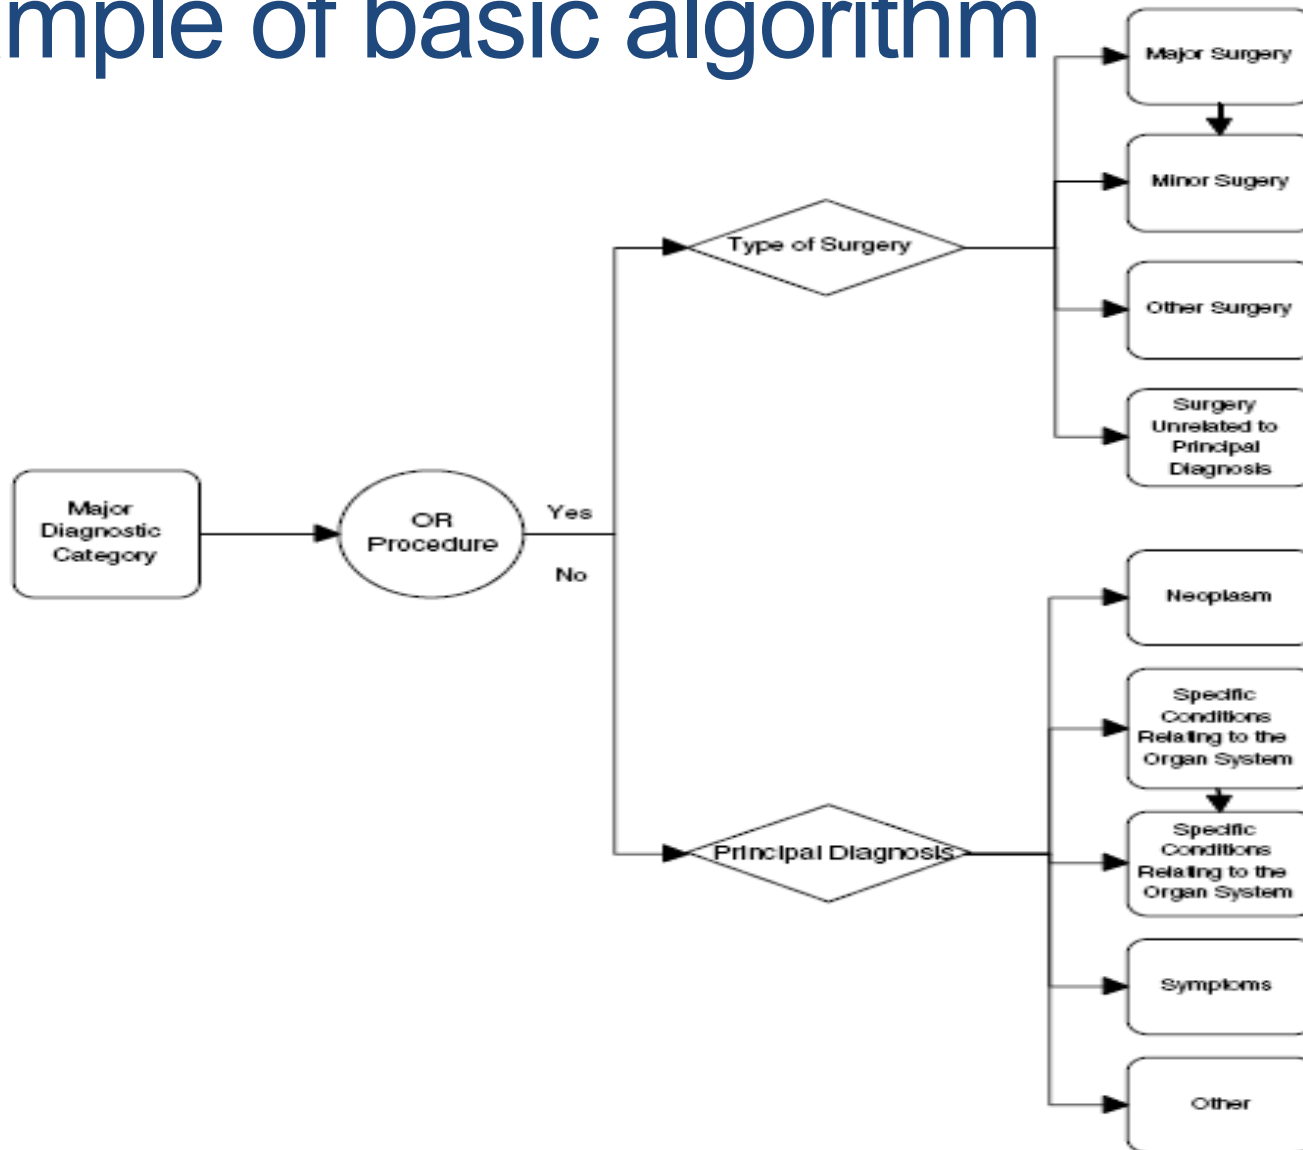 mple of basic algorithm
Major Surgery
Minor Sugery
Type of Surgery
Other Surgery
Surgery
Unrelated to
Principal
Diagnosis
Major
Diagnostic
Category
OR
Procedure
Yes
No
Neoplasm
Specific
Conditions
Relating to the
Organ System
Principal Diagnosis
Specific
Conditions
Relating to the
Organ System
Symptoms
Other